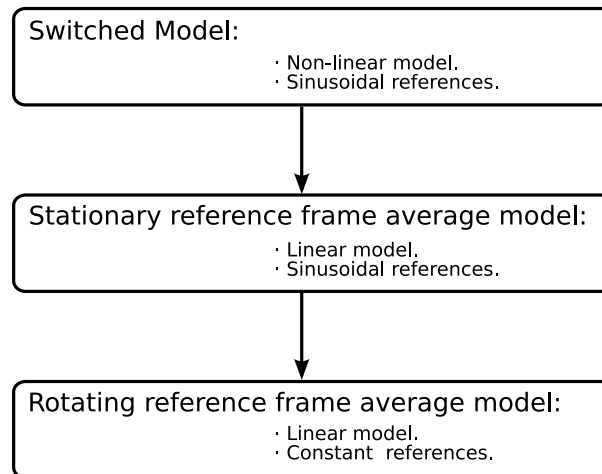 Switched Model:
· Non-linear model.
· Sinusoidal references.
Stationary reference frame average model:
· Linear model.
· Sinusoidal references.
Rotating reference frame average model:
· Linear model.
· Constant references.